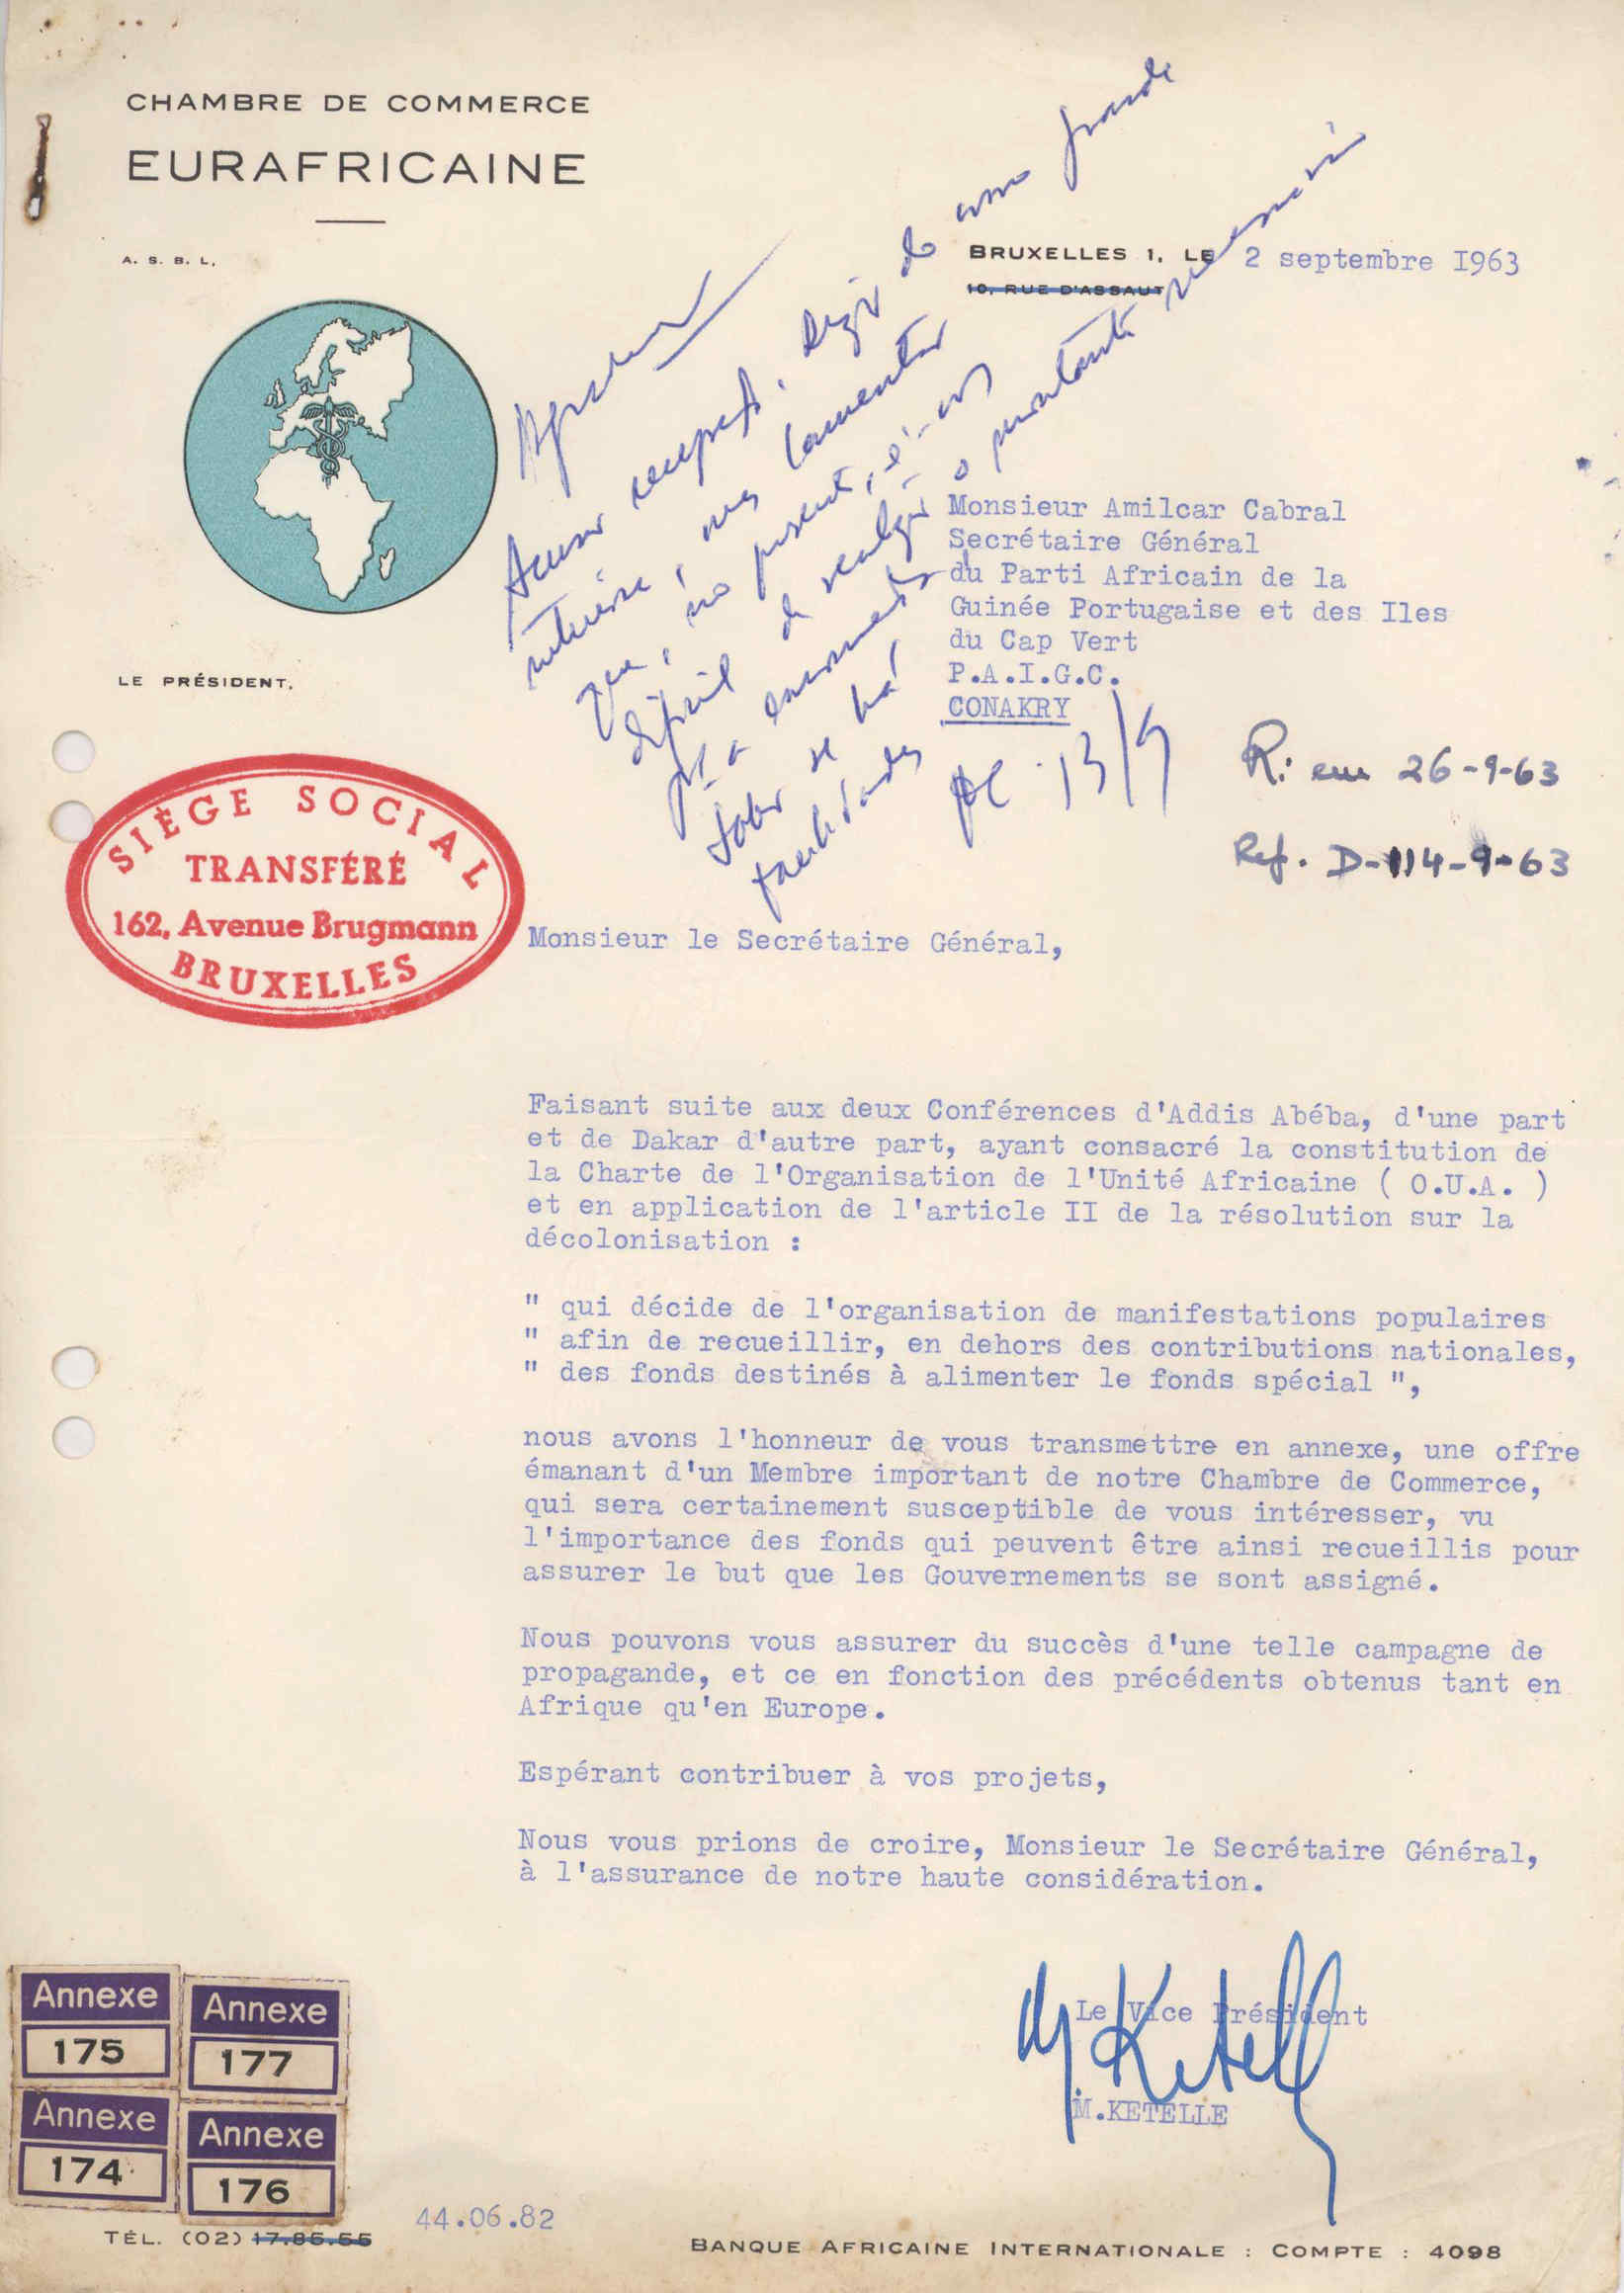 CHAMBRE DE COMMERCE
EURAFRICAINE
A. S. B. L.
BRUXELLES 1, LE 2 septembre 1963
10, RUE D'ASSAUT
Acusar
que, no presente,
Monsieur Amilcar Cabral
Secrétaire Général
du Parti Africain de la
Guinée Portugaise et des Iles
du Cap Vert
P.A.I.G.C.
CONAKRY
LE PRÉSIDENT.
13/9
R: em 26-9-63
Ref. D-114-9-63
SIÈGE SOCIAL
TRANSFÉRÉ
162, Avenue Brugmann
BRUXELLES
Monsieur le Secrétaire Général,
Faisant suite aux deux Conférences d'Addis Abéba, d'une part
et de Dakar d'autre part, ayant consacré la constitution de
la Charte de l'Organisation de l'Unité Africaine ( O.U.A. )
et en application de l'article II de la résolution sur la
décolonisation :
" qui décide de l'organisation de manifestations populaires
" afin de recueillir, en dehors des contributions nationales,
" des fonds destinés à alimenter le fonds spécial ",
nous avons l'honneur de vous transmettre en annexe, une offre
émanant d'un Membre important de notre Chambre de Commerce,
qui sera certainement susceptible de vous intéresser, vu
l'importance des fonds qui peuvent être ainsi recueillis pour
assurer le but que les Gouvernements se sont assigné.
Nous pouvons vous assurer du succès d'une telle campagne de
propagande, et ce en fonction des précédents obtenus tant en
Afrique qu'en Europe.
Espérant contribuer à vos projets,
Nous vous prions de croire, Monsieur le Secrétaire Général,
à l'assurance de notre haute considération.
Le Vice Président
M. Ketelle
M.KETELLE
Annexe
175
Annexe
177
Annexe
174
Annexe
176
TÉL. (02) 17.85.55
44.06.82
BANQUE AFRICAINE INTERNATIONALE : COMPTE : 4098